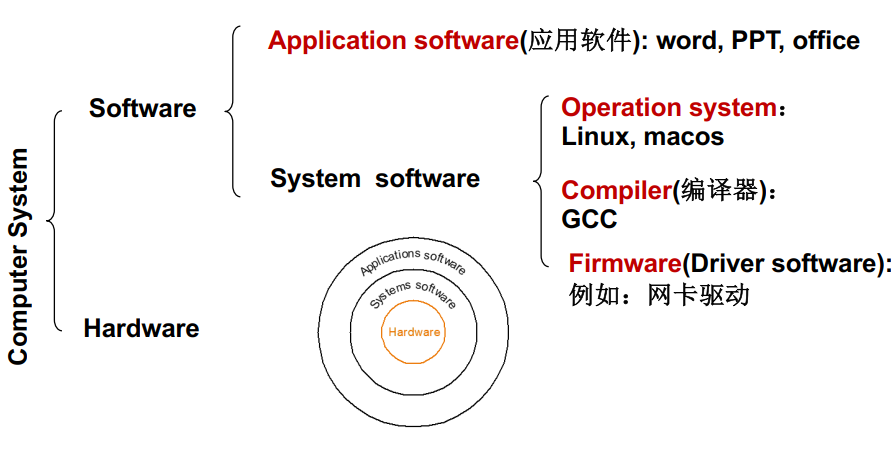 Application software(应用软件): word, PPT, office
Software
Operation system：
Linux, macos
System  software
Compiler(编译器)：
GCC
Firmware(Driver software):
例如：网卡驱动
Computer System
Hardware
Applications software
Systems software
Hardware